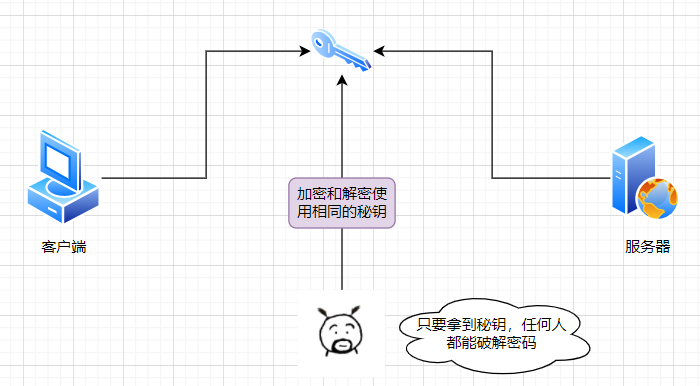 加密和解密使
用相同的秘钥
客户端
服务器
只要拿到秘钥，任何人
都能破解密码